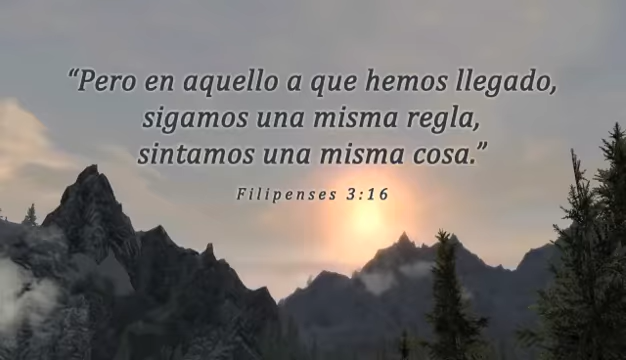 “Pero en aquello a que hemos llegado,
sigamos una misma regla,
sintamos una misma cosa.”
Filipenses 3:16